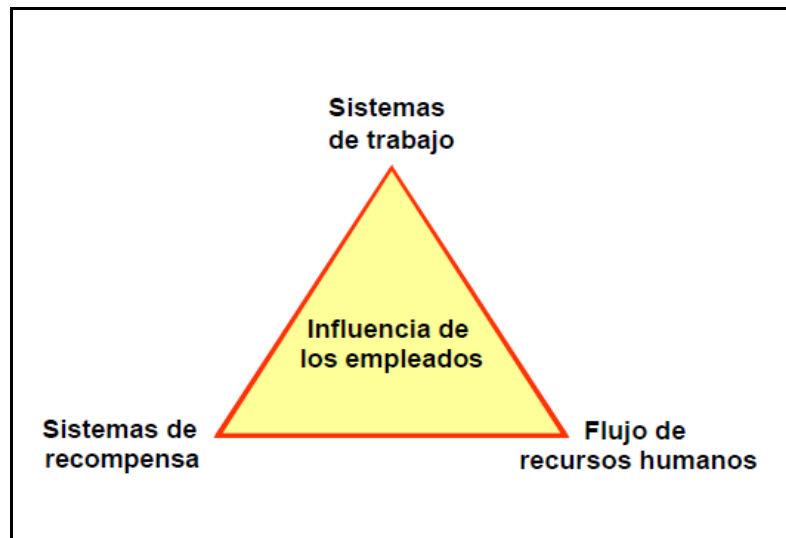 Sistemas
de trabajo
Influencia de
los empleados
Sistemas de
recompensa
Flujo de
recursos humanos